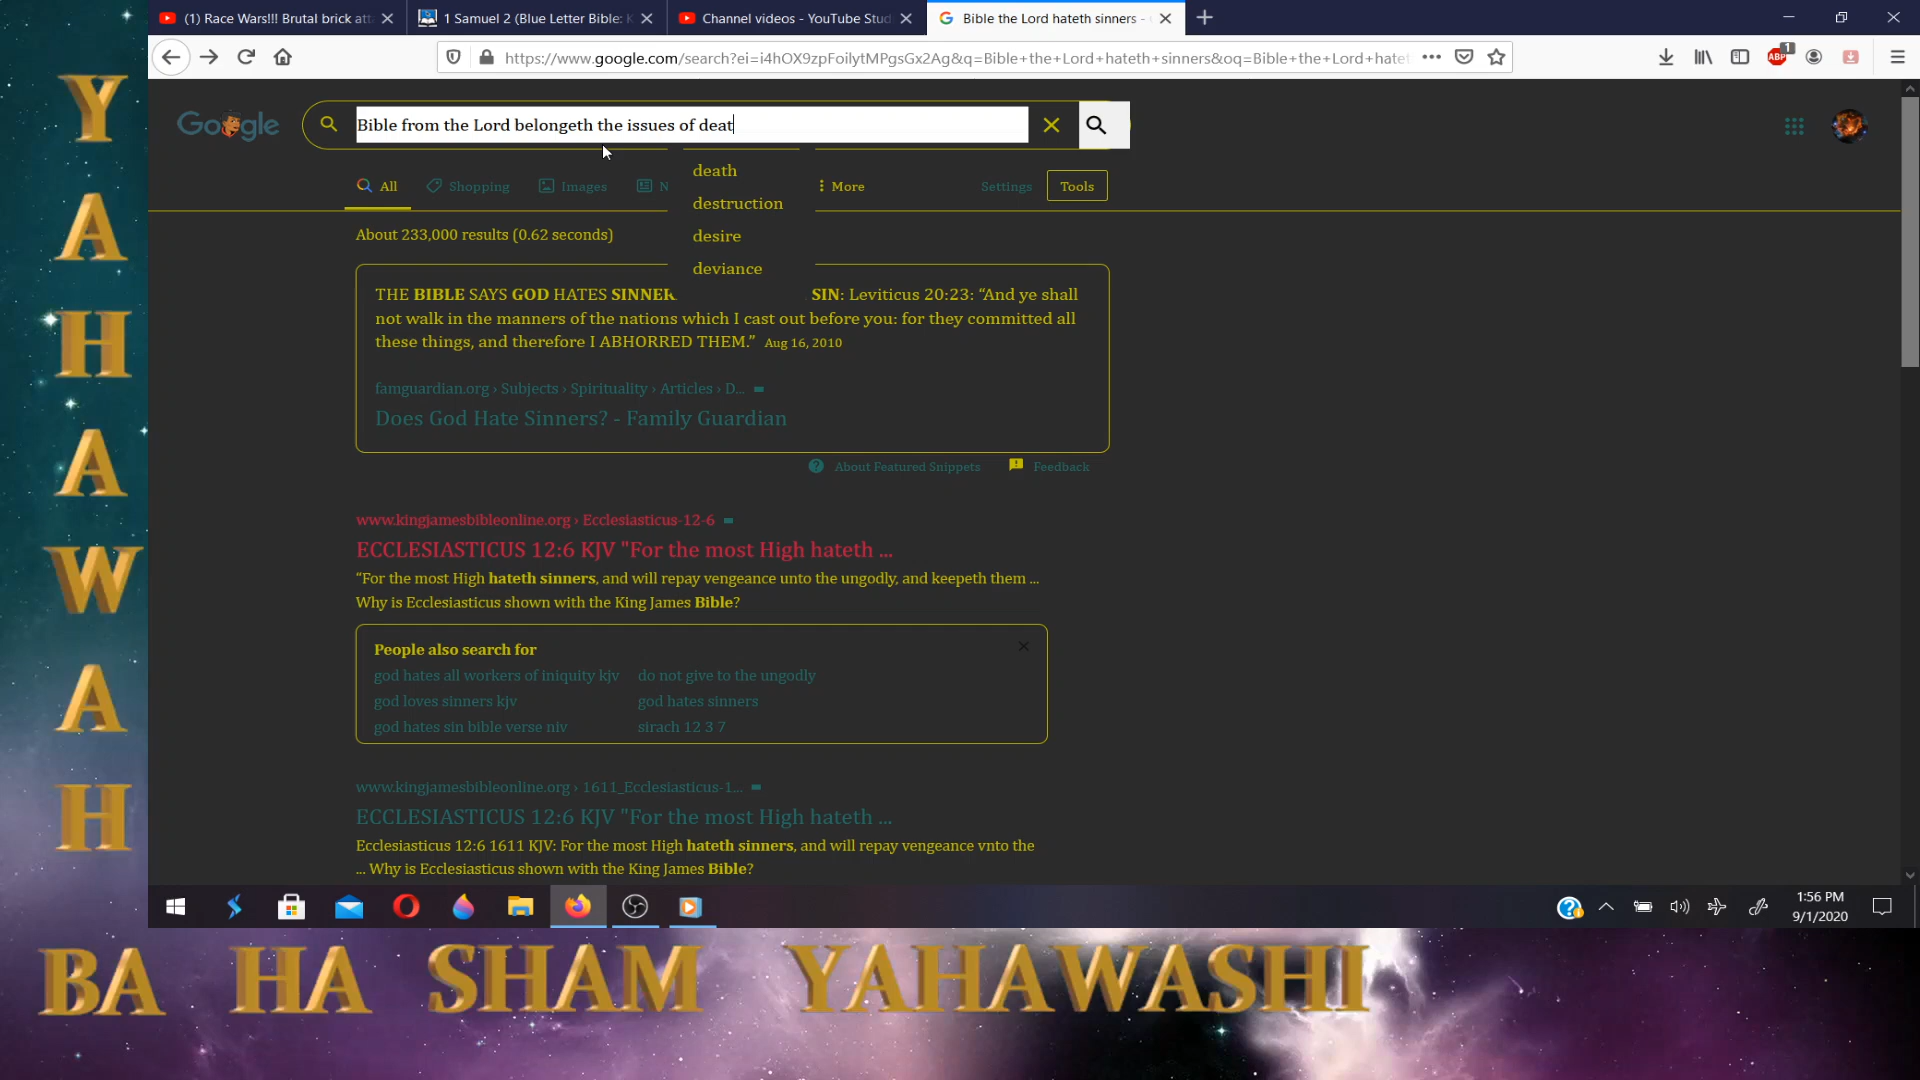 (1) Race Wars!!! Brutal brick att
1 Samuel 2 (Blue Letter Bible: K
Channel videos - YouTube Stud
Bible the Lord hateth sinners -
https://www.google.com/search?ei=i4hOX9zpFoilytMPgsGx2Ag&q=Bible+the+Lord+hateth+sinners&oq=Bible+the+Lord+hatet
ABP
1
Google
Bible from the Lord belongeth the issues of deat
death
destruction
desire
deviance
All
Shopping
Images
N
More
Settings
Tools
About 233,000 results (0.62 seconds)
THE BIBLE SAYS GOD HATES SINNER SIN: Leviticus 20:23: “And ye shall
not walk in the manners of the nations which I cast out before you: for they committed all
these things, and therefore I ABHORRED THEM.” Aug 16, 2010
famguardian.org › Subjects › Spirituality › Articles › D...
Does God Hate Sinners? - Family Guardian
About Featured Snippets
Feedback
www.kingjamesbibleonline.org › Ecclesiasticus-12-6
ECCLESIASTICUS 12:6 KJV "For the most High hateth ...
“For the most High hateth sinners, and will repay vengeance unto the ungodly, and keepeth them ...
Why is Ecclesiasticus shown with the King James Bible?
People also search for
god hates all workers of iniquity kjv
do not give to the ungodly
god loves sinners kjv
god hates sinners
god hates sin bible verse niv
sirach 12 3 7
www.kingjamesbibleonline.org › 1611_Ecclesiasticus-1...
ECCLESIASTICUS 12:6 KJV "For the most High hateth ...
Ecclesiasticus 12:6 1611 KJV: For the most High hateth sinners, and will repay vengeance vnto the
... Why is Ecclesiasticus shown with the King James Bible?
1:56 PM
9/1/2020
YAHAWAH
BA HA SHAM YAHAWASHI